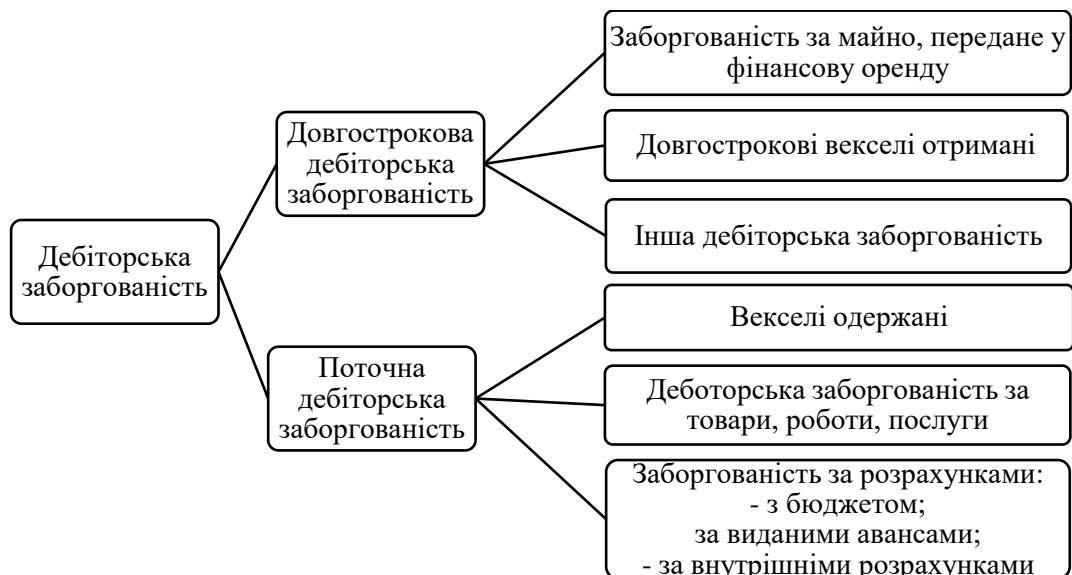 Дебіторська
заборгованість
Довгострокова
дебіторська
заборгованість
Заборгованість за майно, передане у
фінансову оренду
Довгострокові векселі отримані
Інша дебіторська заборгованість
Поточна
дебіторська
заборгованість
Векселі одержані
Деботорська заборгованість за
товари, роботи, послуги
Заборгованість за розрахунками:
- з бюджетом;
за виданими авансами;
- за внутрішніми розрахунками